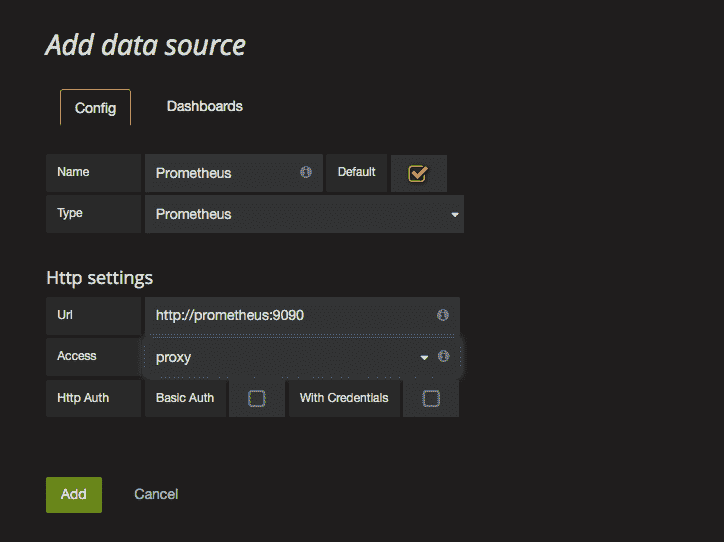 Add data source
Config Dashboards
Name Prometheus Default
Type Prometheus
Http settings
Url http://prometheus:9090
Access proxy
Http Auth Basic Auth With Credentials
Add Cancel